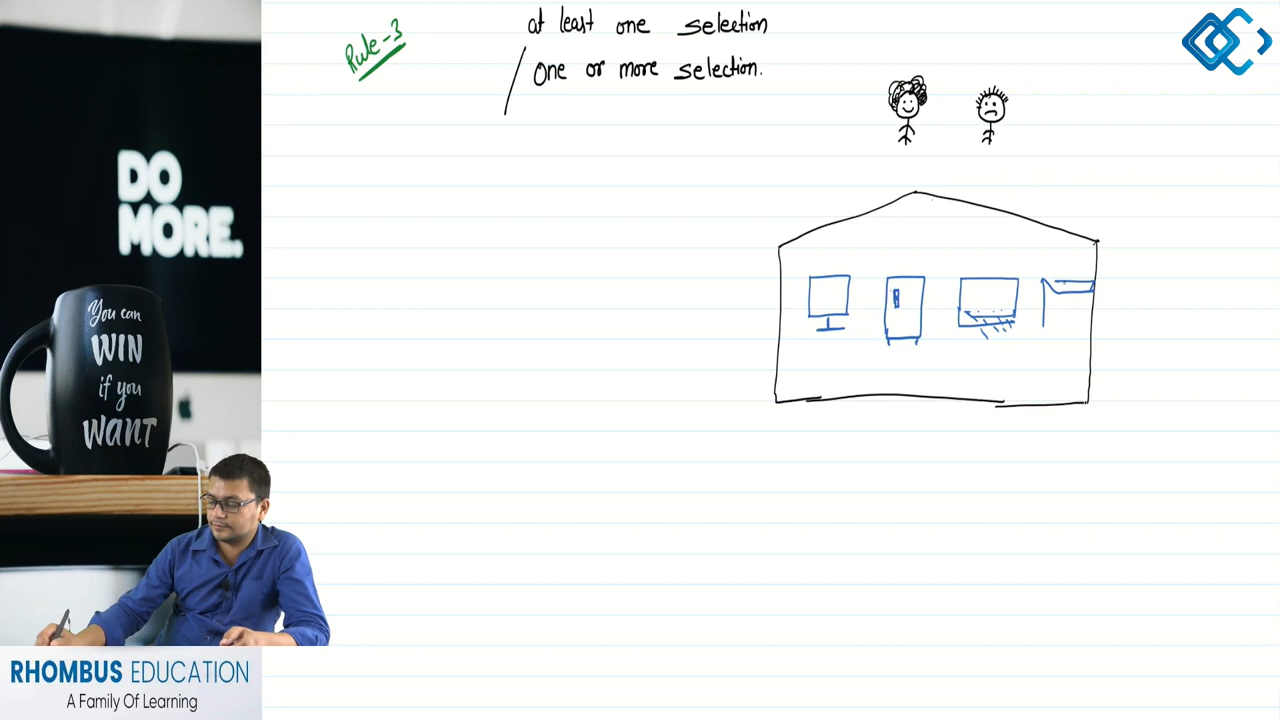 Rule-3
at least one selection
/ One or more selection.
DO
MORE.
You can
WIN
if you
want
RHOMBUS EDUCATION
A Family Of Learning